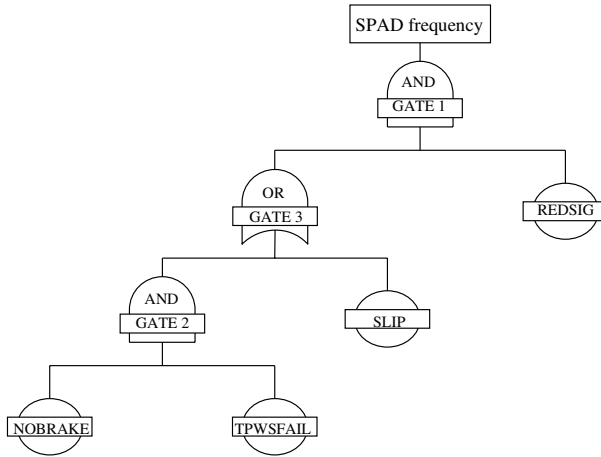 SPAD frequency
AND
GATE 1
OR
GATE 3
REDSIG
AND
GATE 2
SLIP
NOBRAKE
TPWSFAIL